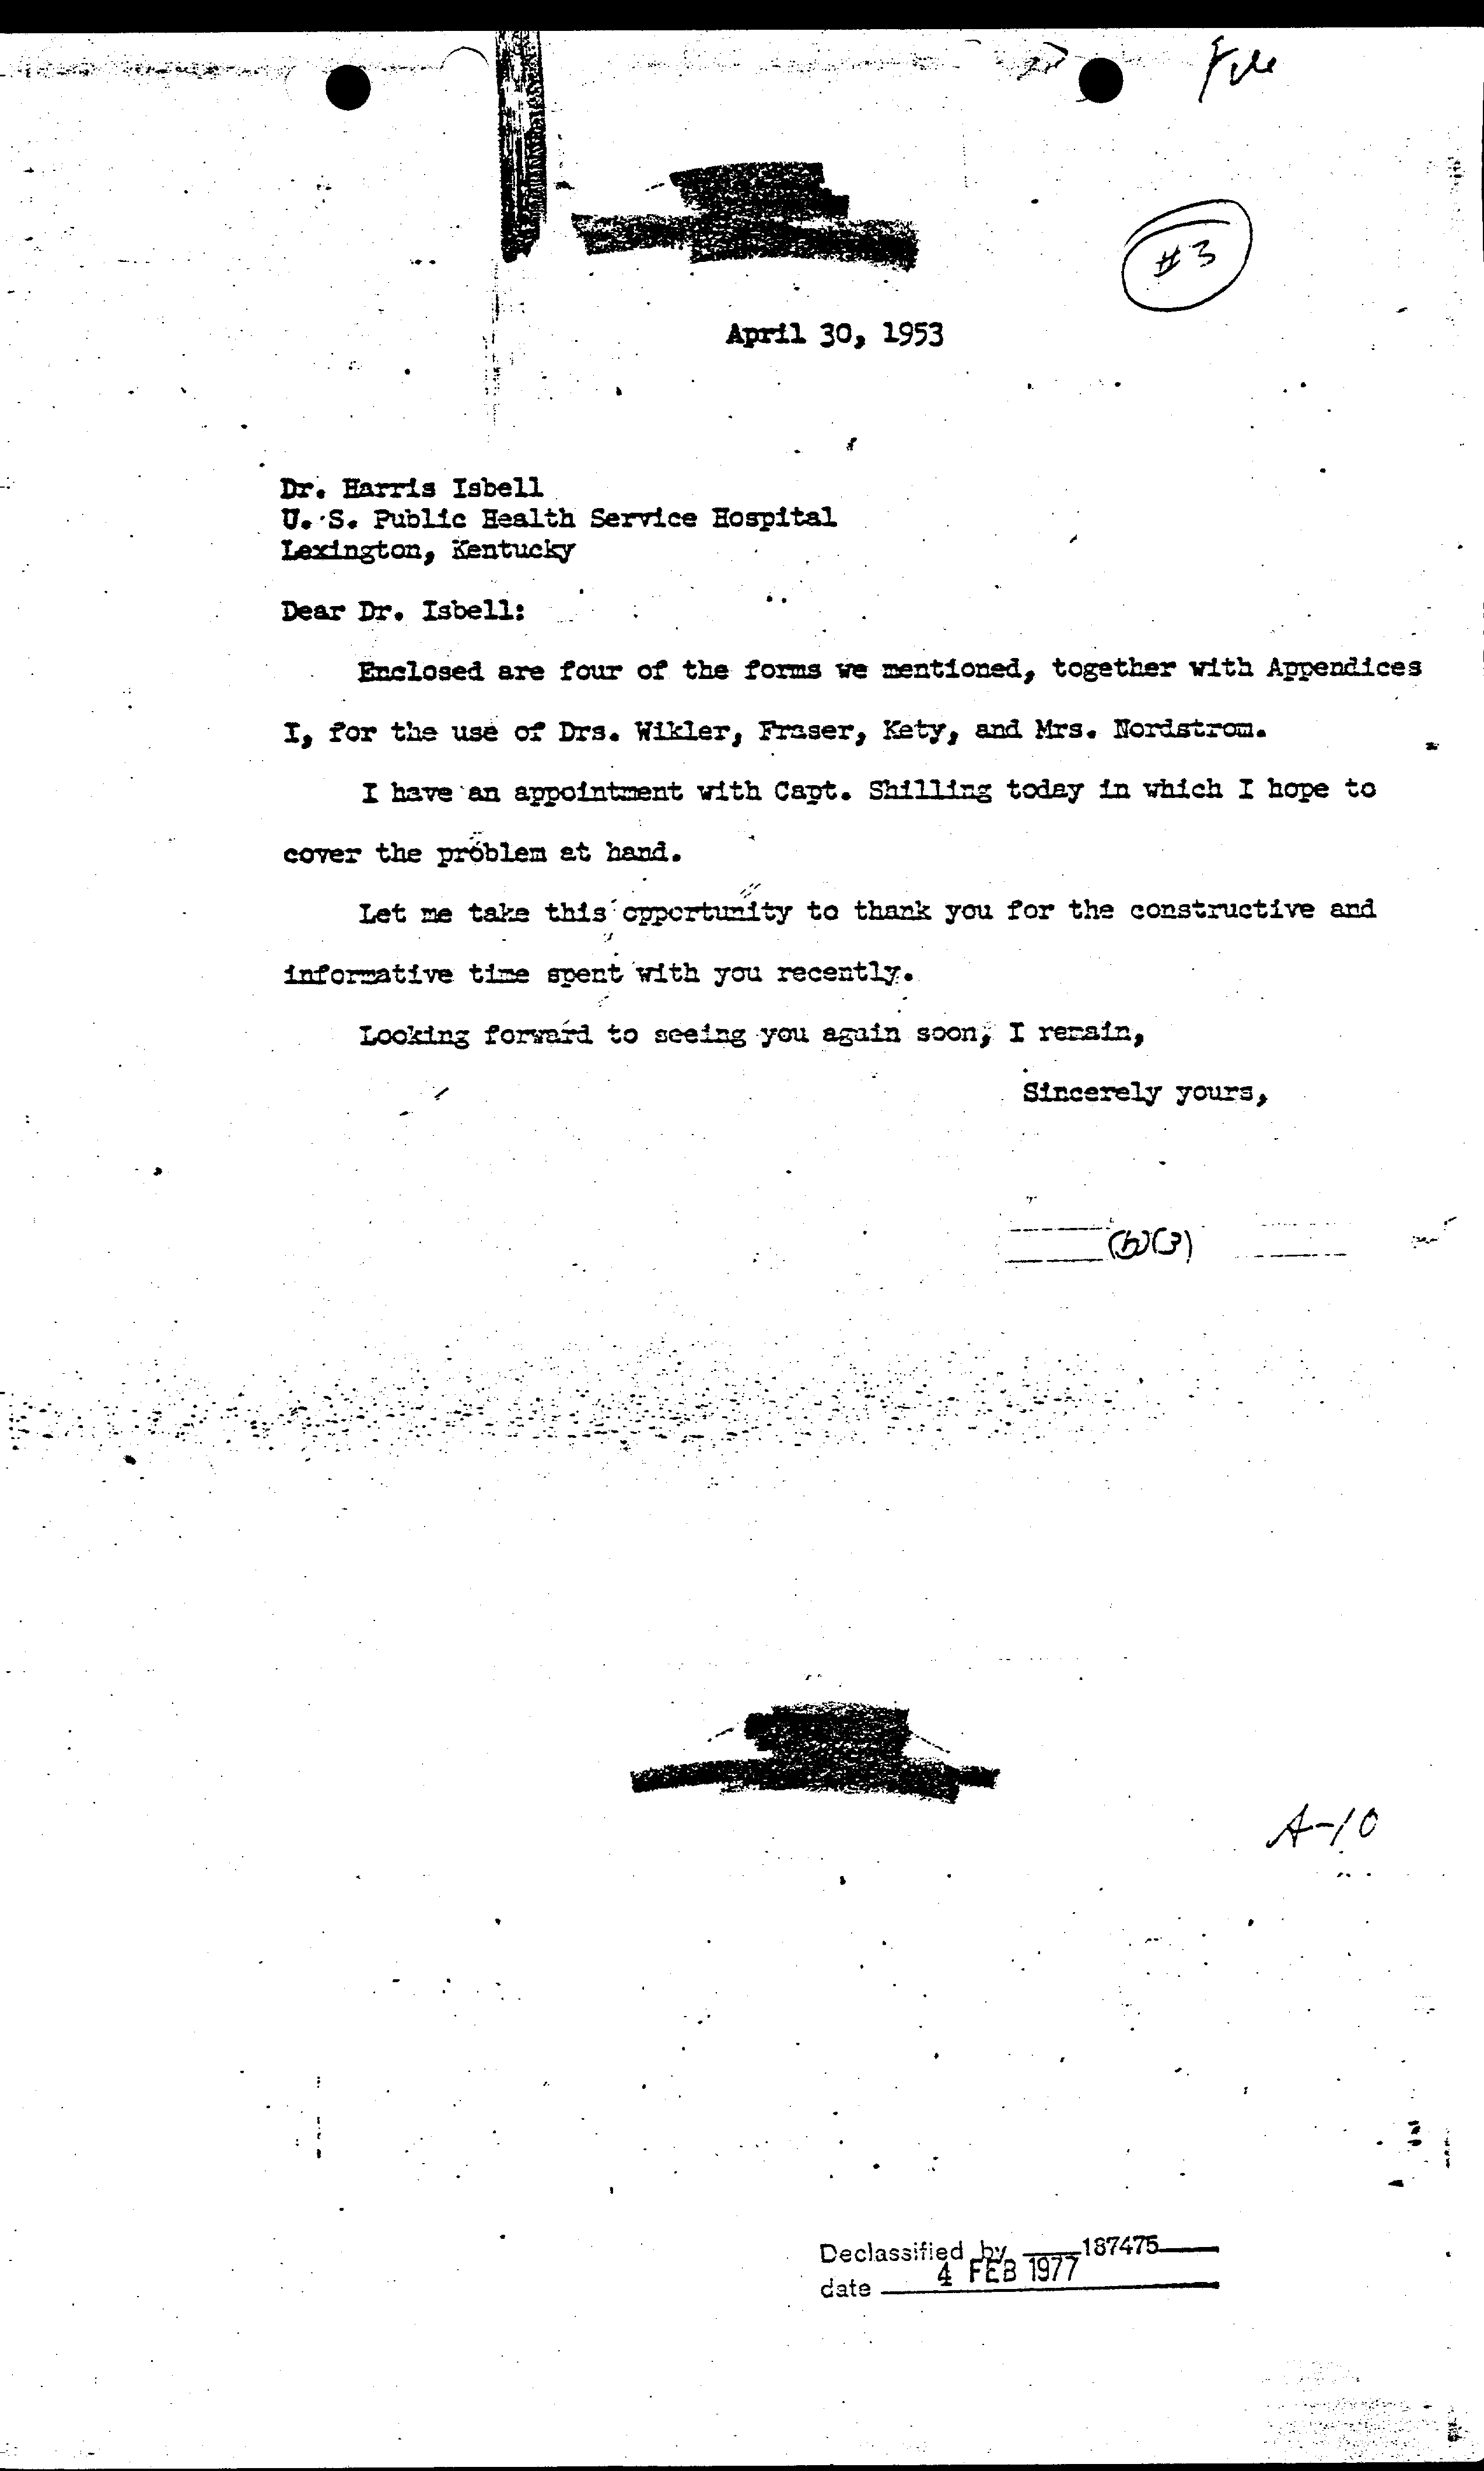 File
#3
April 30, 1953
Dr. Harris Isbell
U. S. Public Health Service Hospital
Lexington, Kentucky
Dear Dr. Isbell:
Enclosed are four of the forms we mentioned, together with Appendices
I, for the use of Drs. Wikler, Fraser, Kety, and Mrs. Nordstrom.
I have an appointment with Capt. Shilling today in which I hope to
cover the problem at hand.
Let me take this opportunity to thank you for the constructive and
informative time spent with you recently.
Looking forward to seeing you again soon, I remain,
Sincerely yours,
(b)(3)
A-10
Declassified by 187475
date 4 FEB 1977